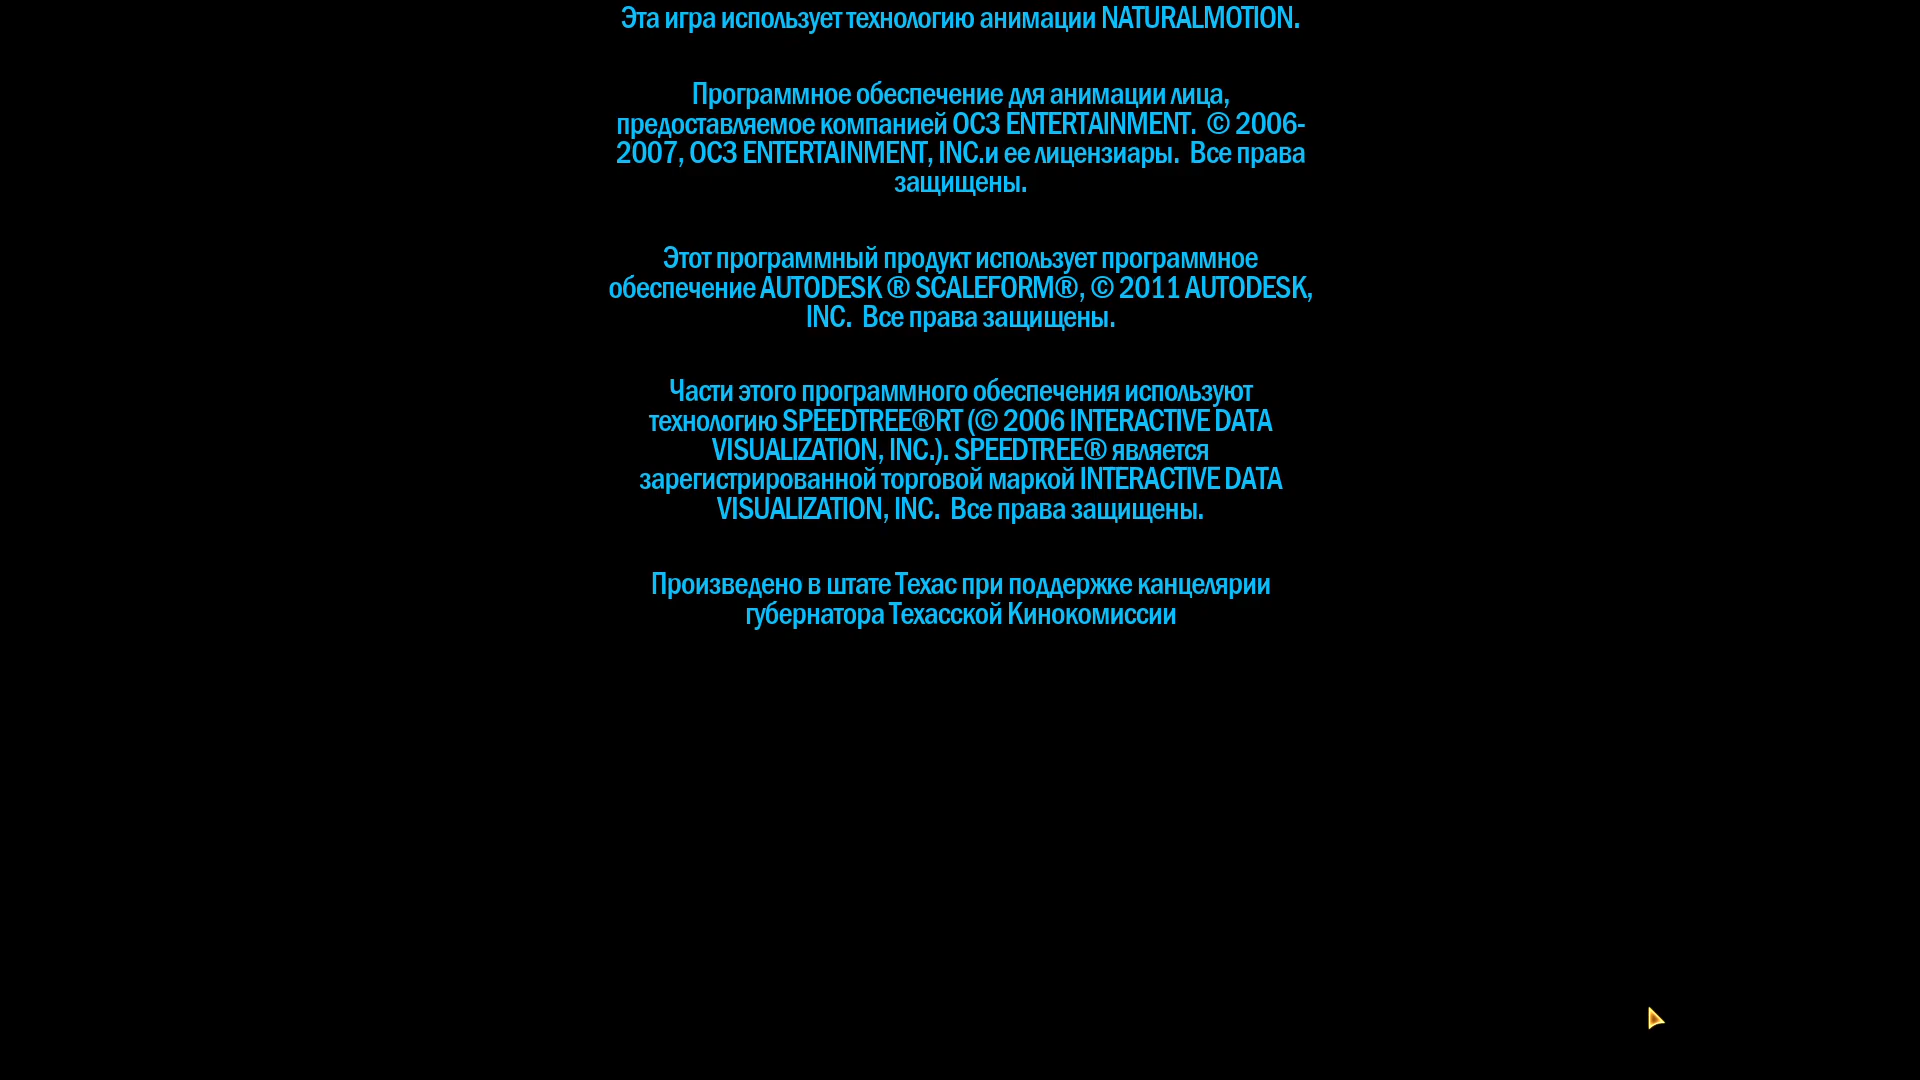 Эта игра использует технологию анимации NATURALMOTION.
Программное обеспечение для анимации лица,
предоставляемое компанией OC3 ENTERTAINMENT.  © 2006-
2007, OC3 ENTERTAINMENT, INC.и ее лицензиары.  Все права
защищены.
Этот программный продукт использует программное
обеспечение AUTODESK ® SCALEFORM®, © 2011 AUTODESK,
INC.  Все права защищены.
Части этого программного обеспечения используют
технологию SPEEDTREE®RT (© 2006 INTERACTIVE DATA
VISUALIZATION, INC.). SPEEDTREE® является
зарегистрированной торговой маркой INTERACTIVE DATA
VISUALIZATION, INC.  Все права защищены.
Произведено в штате Техас при поддержке канцелярии
губернатора Техасской Кинокомиссии